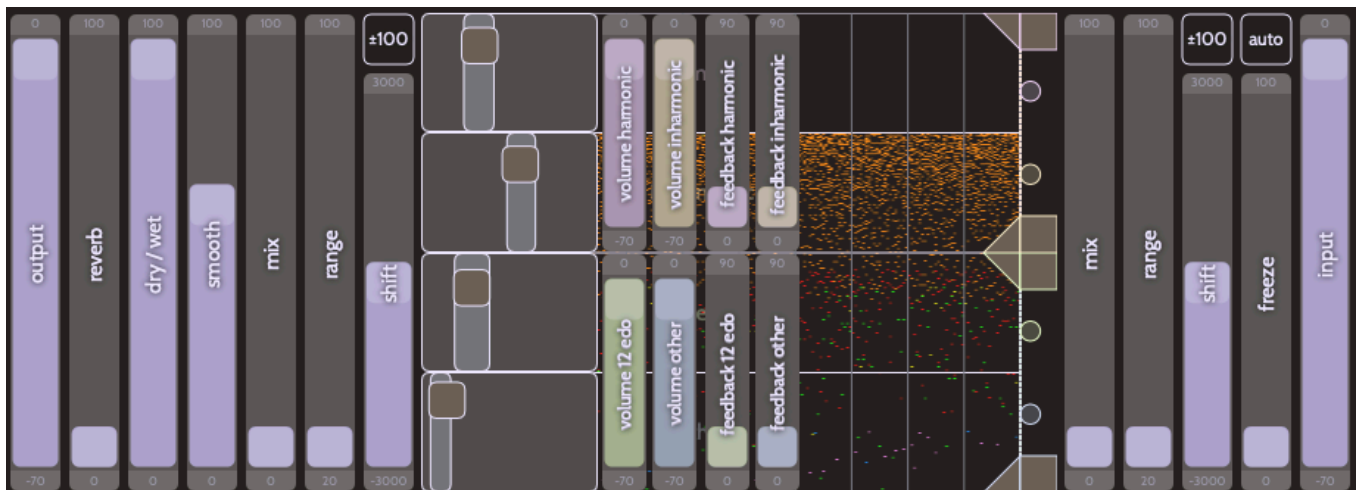 0
output
-70
100
reverb
0
100
dry / wet
0
100
smooth
0
100
mix
0
100
range
20
±100
3000
shift
-3000
0
volume harmonic
-70
0
volume inharmonic
-70
90
feedback harmonic
0
90
feedback inharmonic
0
0
volume 12 edo
-70
0
volume other
-70
90
feedback 12 edo
0
90
feedback other
0
100
mix
0
100
range
20
±100
3000
shift
-3000
auto
100
freeze
0
0
input
-70